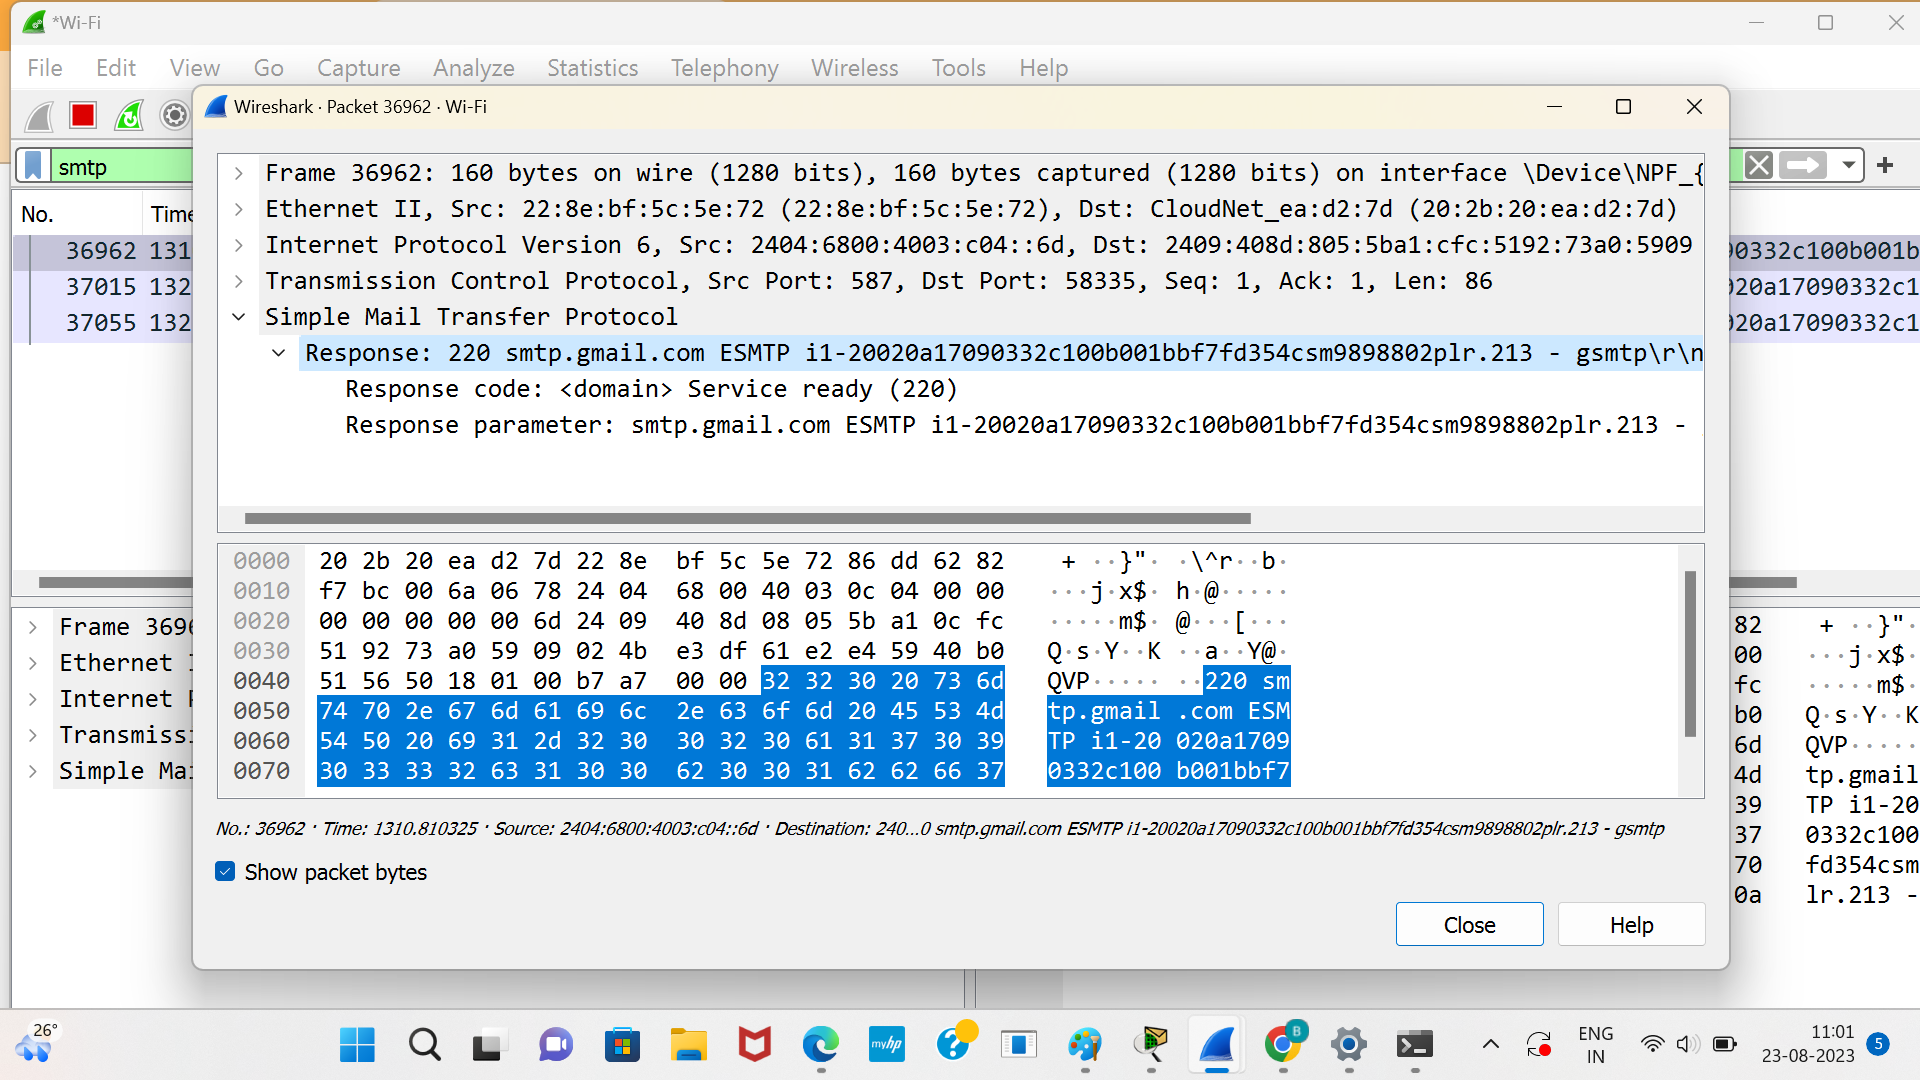 *Wi-Fi
File Edit View Go Capture Analyze Statistics Telephony Wireless Tools Help
Wireshark · Packet 36962 · Wi-Fi
smtp
No. Time
36962 131
37015 132
37055 132
90332c100b001b
020a17090332c1
020a17090332c1
Frame 36962: 160 bytes on wire (1280 bits), 160 bytes captured (1280 bits) on interface \Device\NPF_{
Ethernet II, Src: 22:8e:bf:5c:5e:72 (22:8e:bf:5c:5e:72), Dst: CloudNet_ea:d2:7d (20:2b:20:ea:d2:7d)
Internet Protocol Version 6, Src: 2404:6800:4003:c04::6d, Dst: 2409:408d:805:5ba1:cfc:5192:73a0:5909
Transmission Control Protocol, Src Port: 587, Dst Port: 58335, Seq: 1, Ack: 1, Len: 86
Simple Mail Transfer Protocol
Response: 220 smtp.gmail.com ESMTP i1-20020a17090332c100b001bbf7fd354csm9898802plr.213 - gsmtp\r\n
Response code: <domain> Service ready (220)
Response parameter: smtp.gmail.com ESMTP i1-20020a17090332c100b001bbf7fd354csm9898802plr.213 -
0000 20 2b 20 ea d2 7d 22 8e bf 5c 5e 72 86 dd 62 82 + ··}"· ·\^r··b·
0010 f7 bc 00 6a 06 78 24 04 68 00 40 03 0c 04 00 00 ···j·x$· h·@·····
0020 00 00 00 00 00 6d 24 09 40 8d 08 05 5b a1 0c fc ·····m$· @···[···
0030 51 92 73 a0 59 09 02 4b e3 df 61 e2 e4 59 40 b0 Q·s·Y··K ··a··Y@·
0040 51 56 50 18 01 00 b7 a7 00 00 32 32 30 20 73 6d QVP····· ··220 sm
0050 74 70 2e 67 6d 61 69 6c 2e 63 6f 6d 20 45 53 4d tp.gmail .com ESM
0060 54 50 20 69 31 2d 32 30 30 32 30 61 31 37 30 39 TP i1-20 020a1709
0070 30 33 33 32 63 31 30 30 62 30 30 31 62 62 66 37 0332c100 b001bbf7
No.: 36962 · Time: 1310.810325 · Source: 2404:6800:4003:c04::6d · Destination: 240...0 smtp.gmail.com ESMTP i1-20020a17090332c100b001bbf7fd354csm9898802plr.213 - gsmtp
Show packet bytes
Close Help
Frame 369
Ethernet
Internet
Transmiss
Simple Ma
82 + ··}"·
00 ···j·x$
fc ·····m$
b0 Q·s·Y··K
6d QVP·····
4d tp.gmail
39 TP i1-20
37 0332c100
70 fd354csm
0a lr.213 -
26°
myhp
B
ENG
IN
11:01
23-08-2023
5